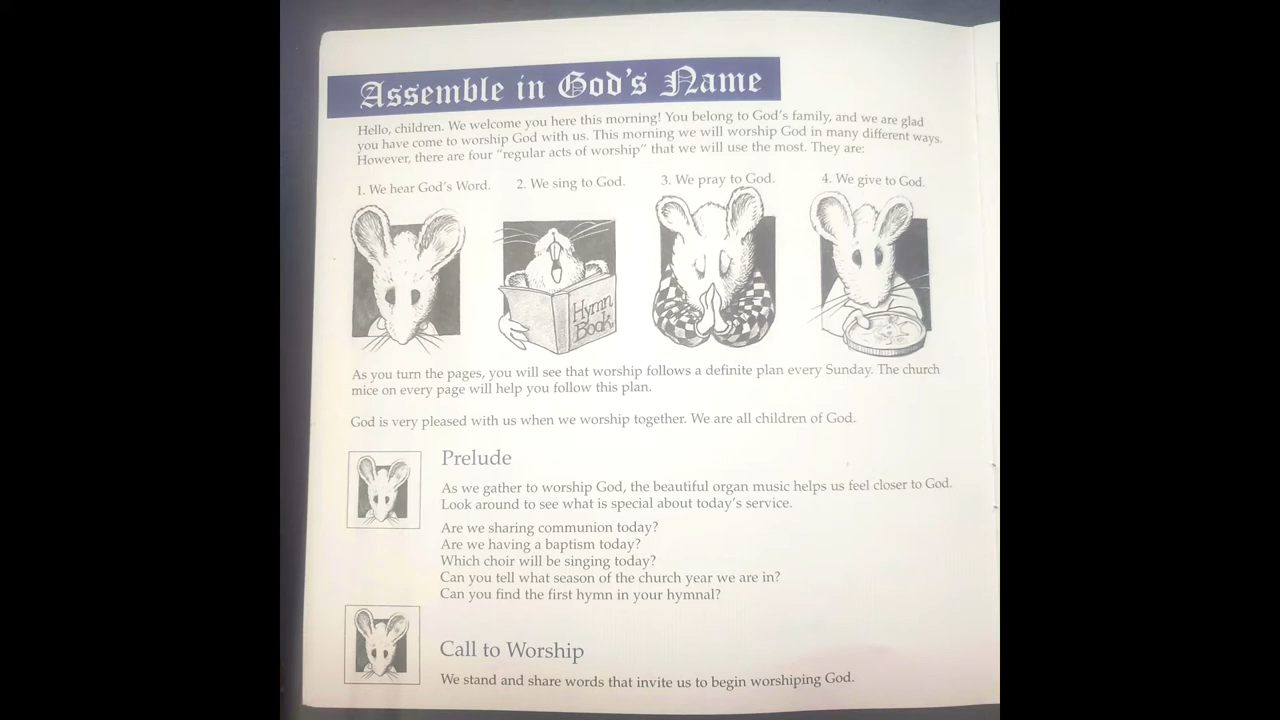 Assemble in God's Name
Hello, children. We welcome you here this morning! You belong to God's family, and we are glad
you have come to worship God with us. This morning we will worship God in many different ways.
However, there are four "regular acts of worship" that we will use the most. They are:
1. We hear God's Word.
2. We sing to God.
3. We pray to God.
4. We give to God.
Hymn
Book
As you turn the pages, you will see that worship follows a definite plan every Sunday. The church
mice on every page will help you follow this plan.
God is very pleased with us when we worship together. We are all children of God.
Prelude
As we gather to worship God, the beautiful organ music helps us feel closer to God.
Look around to see what is special about today's service.
Are we sharing communion today?
Are we having a baptism today?
Which choir will be singing today?
Can you tell what season of the church year we are in?
Can you find the first hymn in your hymnal?
Call to Worship
We stand and share words that invite us to begin worshiping God.